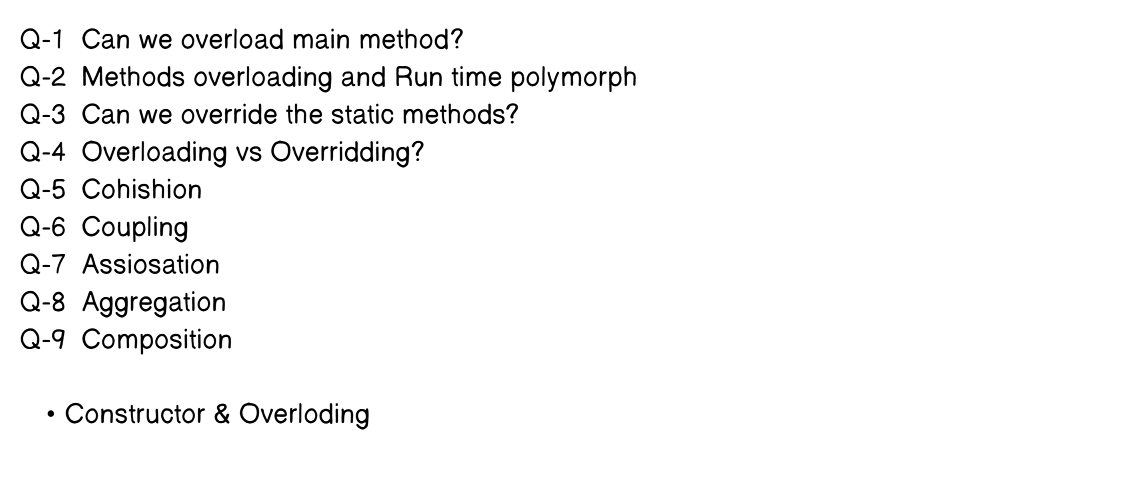 Q-1 Can we overload main method?
Q-2 Methods overloading and Run time polymorph
Q-3 Can we override the static methods?
Q-4 Overloading vs Overridding?
Q-5 Cohishion
Q-6 Coupling
Q-7 Assiosation
Q-8 Aggregation
Q-9 Composition
• Constructor & Overloding